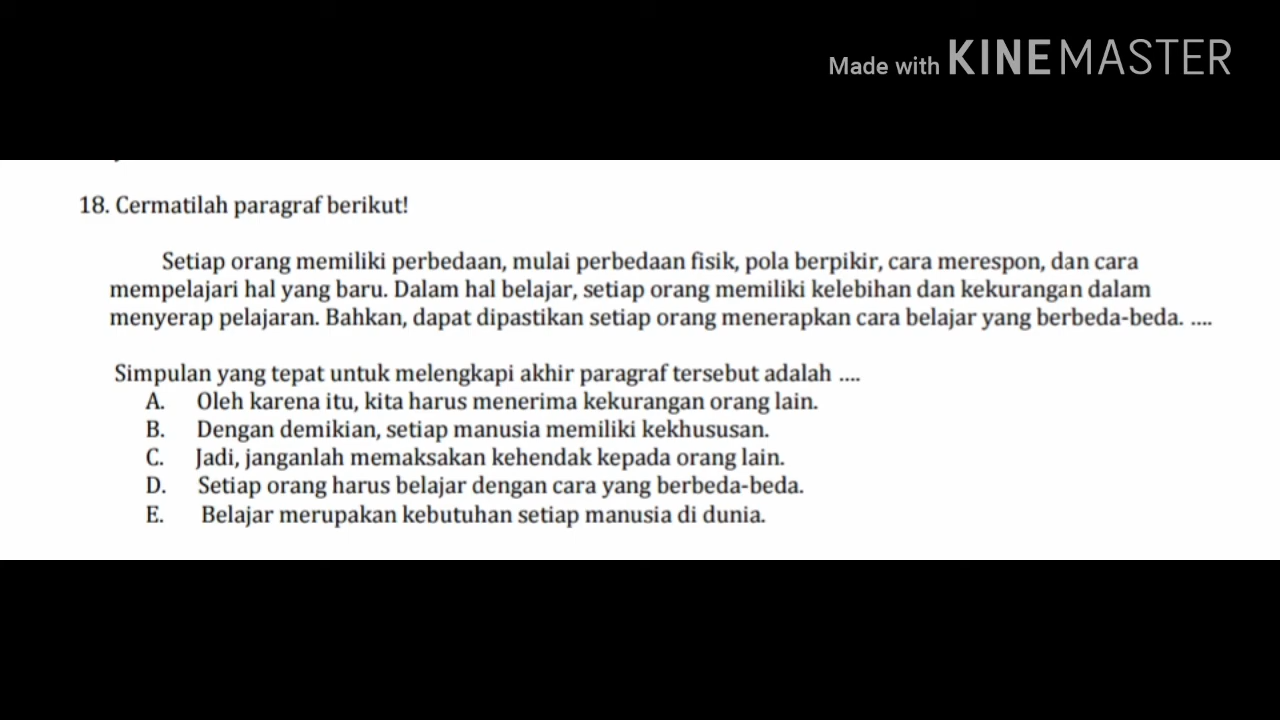 Made with KINEMASTER
18. Cermatilah paragraf berikut!
Setiap orang memiliki perbedaan, mulai perbedaan fisik, pola berpikir, cara merespon, dan cara
mempelajari hal yang baru. Dalam hal belajar, setiap orang memiliki kelebihan dan kekurangan dalam
menyerap pelajaran. Bahkan, dapat dipastikan setiap orang menerapkan cara belajar yang berbeda-beda. ....
Simpulan yang tepat untuk melengkapi akhir paragraf tersebut adalah ....
A. Oleh karena itu, kita harus menerima kekurangan orang lain.
B. Dengan demikian, setiap manusia memiliki kekhususan.
C. Jadi, janganlah memaksakan kehendak kepada orang lain.
D. Setiap orang harus belajar dengan cara yang berbeda-beda.
E. Belajar merupakan kebutuhan setiap manusia di dunia.